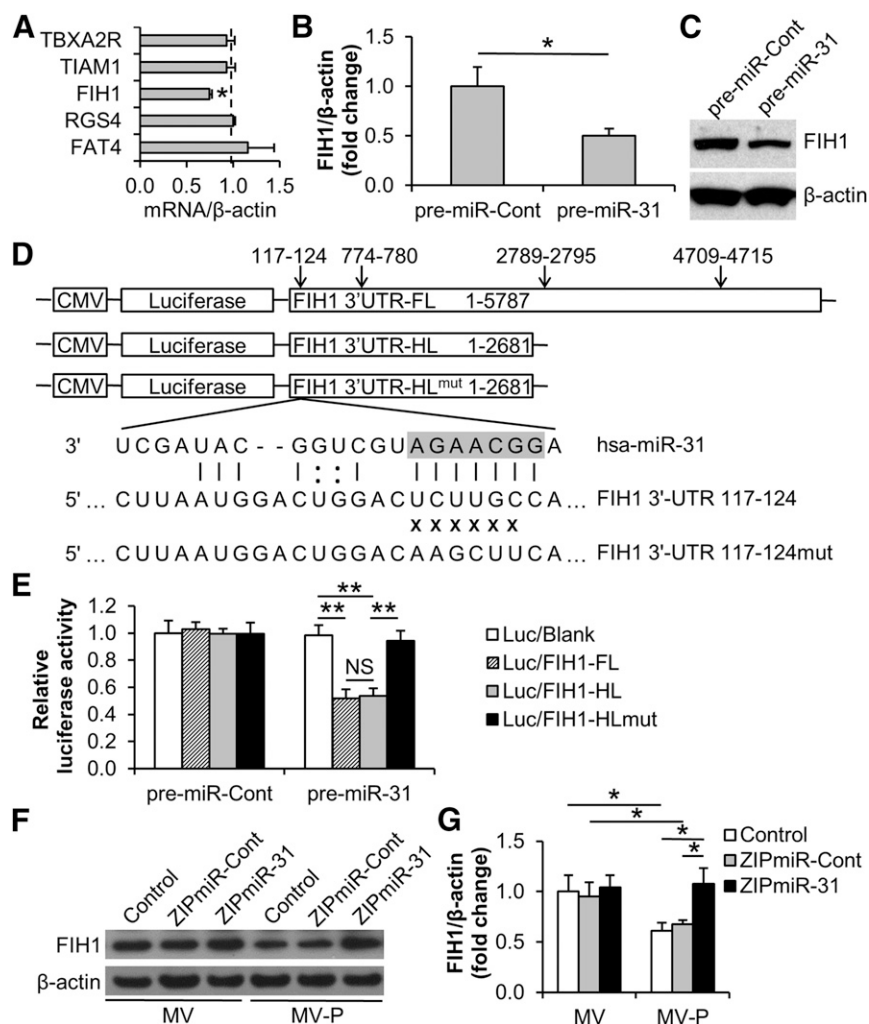 A
TBXA2R
TIAM1
FIH1 *
RGS4
FAT4
0.0 0.5 1.0 1.5
mRNA/β-actin
B
FIH1/β-actin
(fold change)
1.5
1.0
0.5
0.0
*
pre-miR-Cont pre-miR-31
C
pre-miR-Cont
pre-miR-31
FIH1
β-actin
D
117-124 774-780 2789-2795 4709-4715
CMV Luciferase FIH1 3'UTR-FL 1-5787
CMV Luciferase FIH1 3'UTR-HL 1-2681
CMV Luciferase FIH1 3'UTR-HLmut 1-2681
3' UCGAUAC--GGUCGUAGAACGGA hsa-miR-31
5' ... CUUAAUGGACUGGACUCUUGCCA ... FIH1 3'-UTR 117-124
x x x x x x
5' ... CUUAAUGGACUGGACAAGCUUCA ... FIH1 3'-UTR 117-124mut
E
Relative
luciferase activity
1.2
1.0
0.8
0.6
0.4
0.2
0.0
**
** **
NS
pre-miR-Cont pre-miR-31
Luc/Blank
Luc/FIH1-FL
Luc/FIH1-HL
Luc/FIH1-HLmut
F
Control
ZIPmiR-Cont
ZIPmiR-31
Control
ZIPmiR-Cont
ZIPmiR-31
FIH1
β-actin
MV MV-P
G
FIH1/β-actin
(fold change)
1.5
1.0
0.5
0.0
*
*
*
*
MV MV-P
Control
ZIPmiR-Cont
ZIPmiR-31